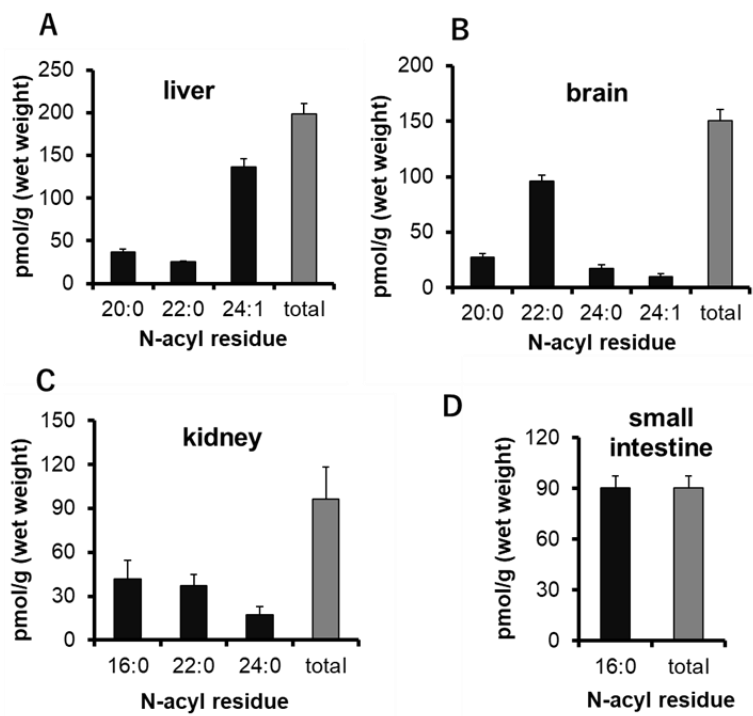 A
liver
pmol/g (wet weight)
250
200
150
100
50
0
20:0 22:0 24:1 total
N-acyl residue
B
brain
pmol/g (wet weight)
200
150
100
50
0
20:0 22:0 24:0 24:1 total
N-acyl residue
C
kidney
pmol/g (wet weight)
150
120
90
60
30
0
16:0 22:0 24:0 total
N-acyl residue
D
small
intestine
pmol/g (wet weight)
120
90
60
30
0
16:0 total
N-acyl residue